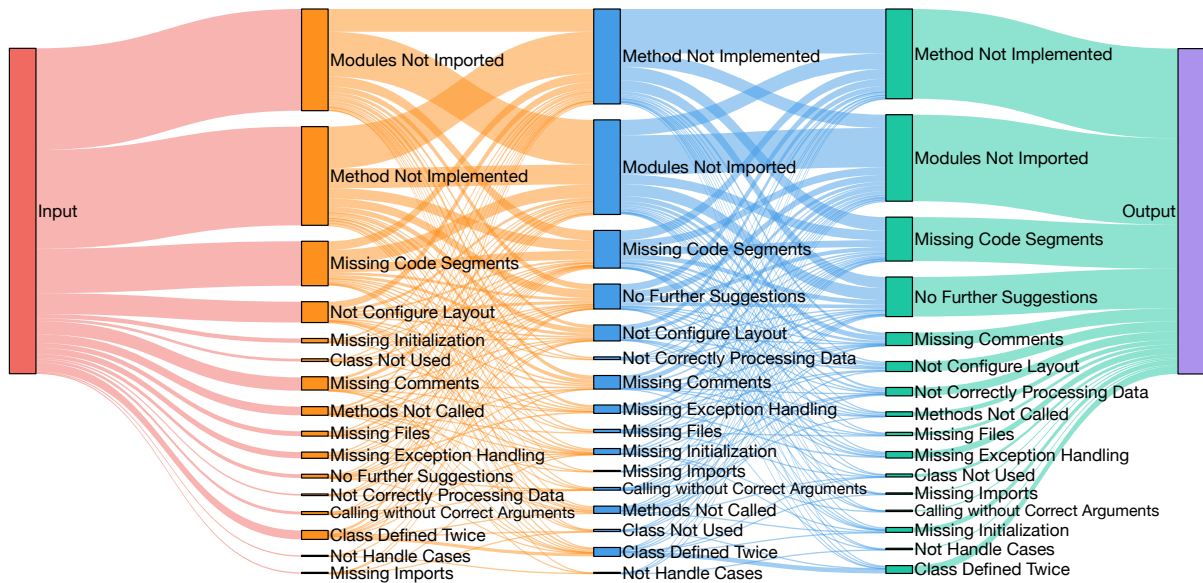 Input
Modules Not Imported
Method Not Implemented
Missing Code Segments
Not Configure Layout
Missing Initialization
Class Not Used
Missing Comments
Methods Not Called
Missing Files
Missing Exception Handling
No Further Suggestions
Not Correctly Processing Data
Calling without Correct Arguments
Class Defined Twice
Not Handle Cases
Missing Imports
Method Not Implemented
Modules Not Imported
Missing Code Segments
No Further Suggestions
Not Configure Layout
Not Correctly Processing Data
Missing Comments
Missing Exception Handling
Missing Files
Missing Initialization
Missing Imports
Calling without Correct Arguments
Methods Not Called
Class Not Used
Class Defined Twice
Not Handle Cases
Method Not Implemented
Modules Not Imported
Missing Code Segments
No Further Suggestions
Missing Comments
Not Configure Layout
Not Correctly Processing Data
Methods Not Called
Missing Files
Missing Exception Handling
Class Not Used
Missing Imports
Calling without Correct Arguments
Missing Initialization
Not Handle Cases
Class Defined Twice
Output